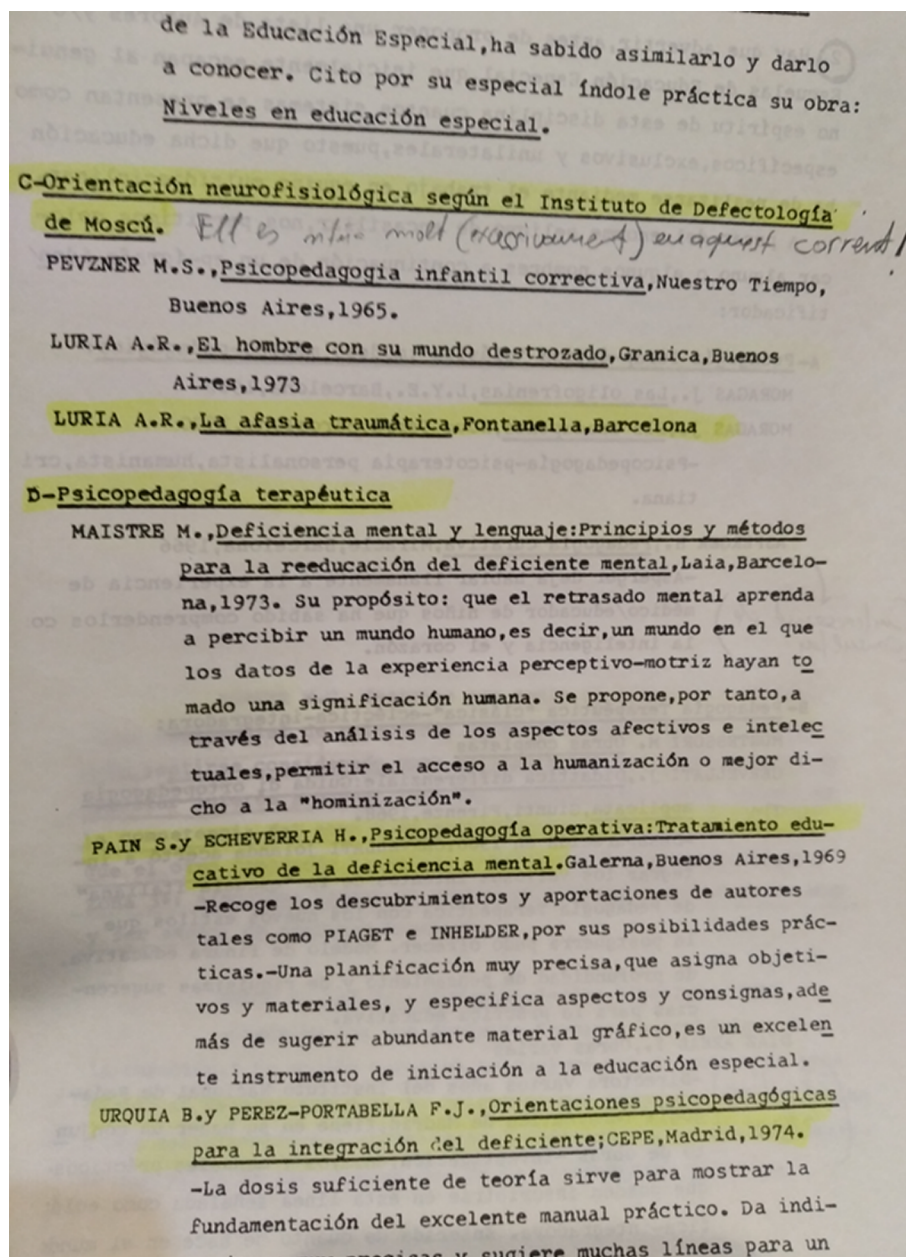 de la Educación Especial,ha sabido asimilarlo y darlo
a conocer. Cito por su especial índole práctica su obra:
Niveles en educación especial.
C-Orientación neurofisiológica según el Instituto de Defectología
de Moscú. Ell es molt (excessivament) en aquest corrent!
PEVZNER M.S.,Psicopedagogia infantil correctiva,Nuestro Tiempo,
Buenos Aires,1965.
LURIA A.R.,El hombre con su mundo destrozado,Granica,Buenos
Aires,1973
LURIA A.R.,La afasia traumática,Fontanella,Barcelona
D-Psicopedagogía terapéutica
MAISTRE M.,Deficiencia mental y lenguaje:Principios y métodos
para la reeducación del deficiente mental,Laia,Barcelo-
na,1973. Su propósito: que el retrasado mental aprenda
a percibir un mundo humano,es decir,un mundo en el que
los datos de la experiencia perceptivo-motriz hayan to
mado una significación humana. Se propone,por tanto,a
través del análisis de los aspectos afectivos e intelec
tuales,permitir el acceso a la humanización o mejor di-
cho a la "hominización".
PAIN S.y ECHEVERRIA H.,Psicopedagogía operativa:Tratamiento edu-
cativo de la deficiencia mental.Galerna,Buenos Aires,1969
-Recoge los descubrimientos y aportaciones de autores
tales como PIAGET e INHELDER,por sus posibilidades prác-
ticas.-Una planificación muy precisa,que asigna objeti-
vos y materiales, y especifica aspectos y consignas,ade
más de sugerir abundante material gráfico,es un excelen
te instrumento de iniciación a la educación especial.
URQUIA B.y PEREZ-PORTABELLA F.J.,Orientaciones psicopedagógicas
para la integración del deficiente;CEPE,Madrid,1974.
-La dosis suficiente de teoría sirve para mostrar la
fundamentación del excelente manual práctico. Da indi-
y sugiere muchas líneas para un